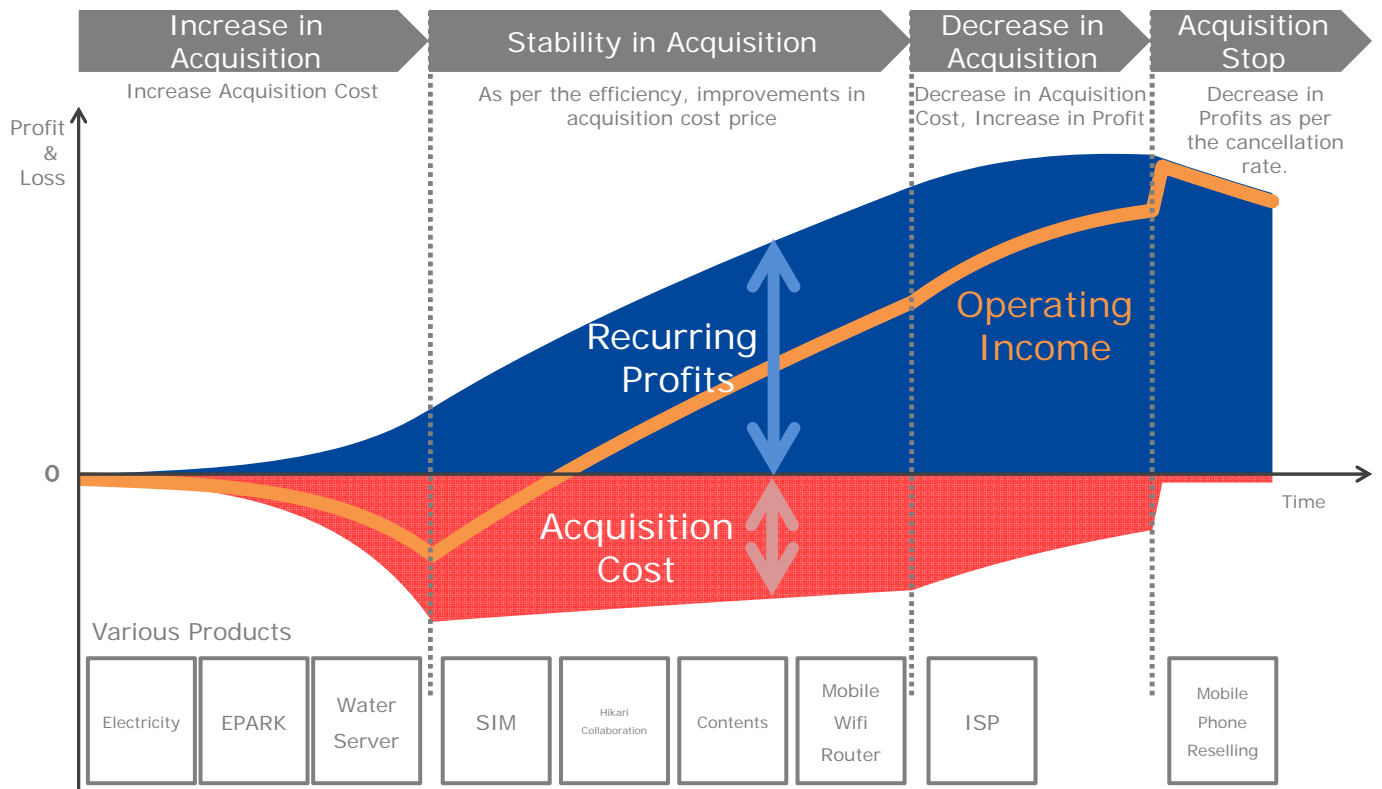 Increase in
Acquisition
Stability in Acquisition
Decrease in
Acquisition
Acquisition
Stop
Increase Acquisition Cost
As per the efficiency, improvements in
acquisition cost price
Decrease in Acquisition
Cost, Increase in Profit
Decrease in
Profits as per
the cancellation
rate.
Profit
&
Loss
Operating
Income
Recurring
Profits
0
Time
Acquisition
Cost
Various Products
Electricity
EPARK
Water
Server
SIM
Hikari
Collaboration
Contents
Mobile
Wifi
Router
ISP
Mobile
Phone
Reselling